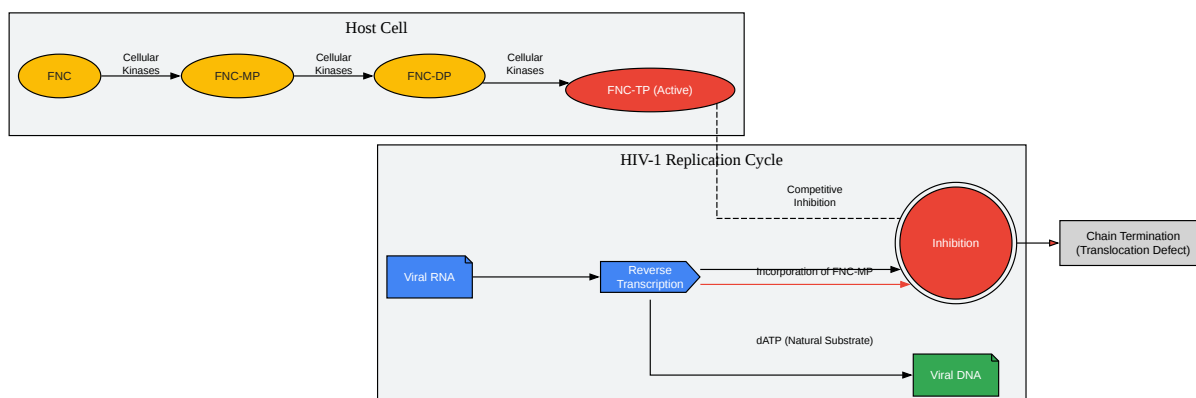 Host Cell
Cellular
Kinases
Cellular
Kinases
Cellular
Kinases
FNC
FNC-MP
FNC-DP
FNC-TP (Active)
HIV-1 Replication Cycle
Competitive
Inhibition
Inhibition
Chain Termination
(Translocation Defect)
Viral RNA
Reverse
Transcription
Incorporation of FNC-MP
dATP (Natural Substrate)
Viral DNA